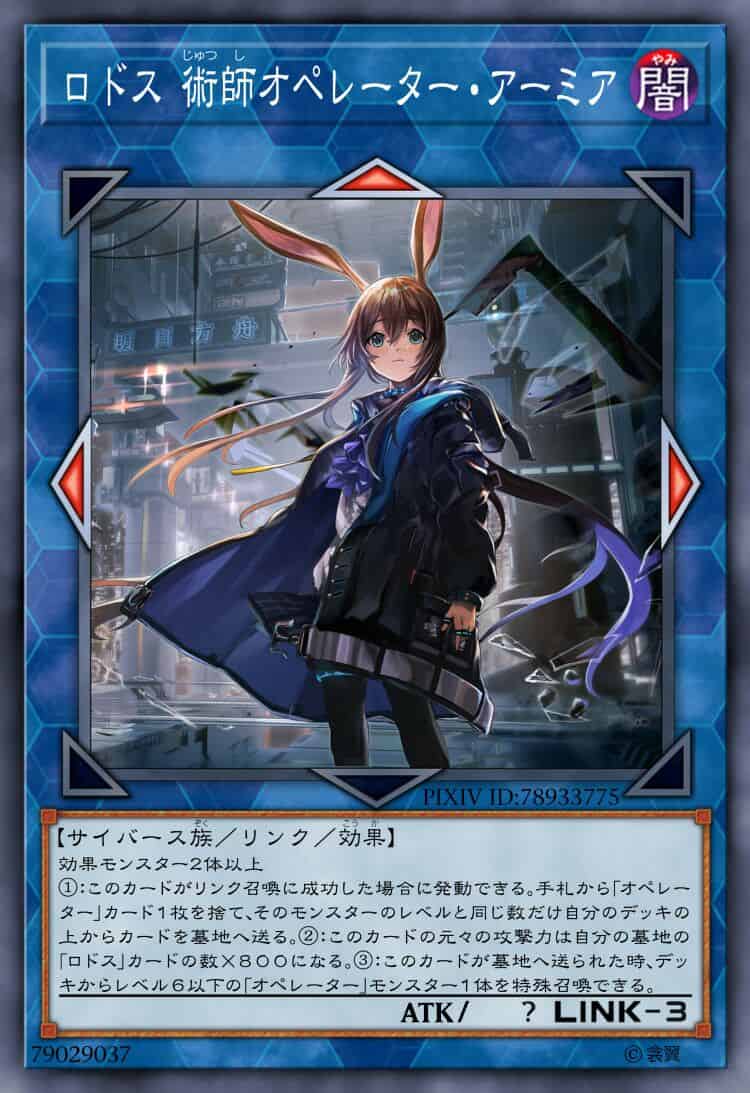 じゅつ し
ロドス 術師オペレーター・アーミア
やみ
闇
明日方舟
PIXIV ID:78933775
ぞく こう か
【サイバース族／リンク／効果】
効果モンスター2体以上
①：このカードがリンク召喚に成功した場合に発動できる。手札から「オペレー
ター」カード1枚を捨て、そのモンスターのレベルと同じ数だけ自分のデッキの
上からカードを墓地へ送る。②：このカードの元々の攻撃力は自分の墓地の
「ロドス」カードの数×８００になる。③：このカードが墓地へ送られた時、デッ
キからレベル６以下の「オペレーター」モンスター１体を特殊召喚できる。
ATK/ ? LINK-3
79029037
©裳翼